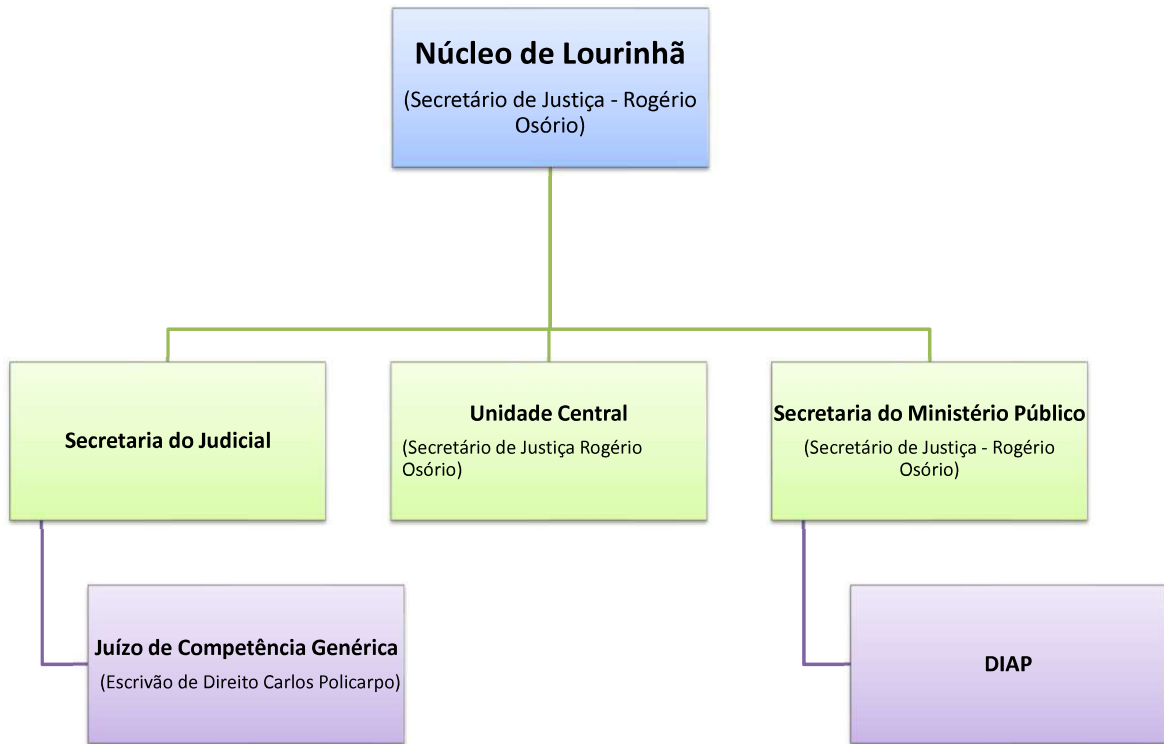 Núcleo de Lourinhã
(Secretário de Justiça - Rogério
Osório)
Secretaria do Judicial
Unidade Central
(Secretário de Justiça Rogério
Osório)
Secretaria do Ministério Público
(Secretário de Justiça - Rogério
Osório)
Juízo de Competência Genérica
(Escrivão de Direito Carlos Policarpo)
DIAP